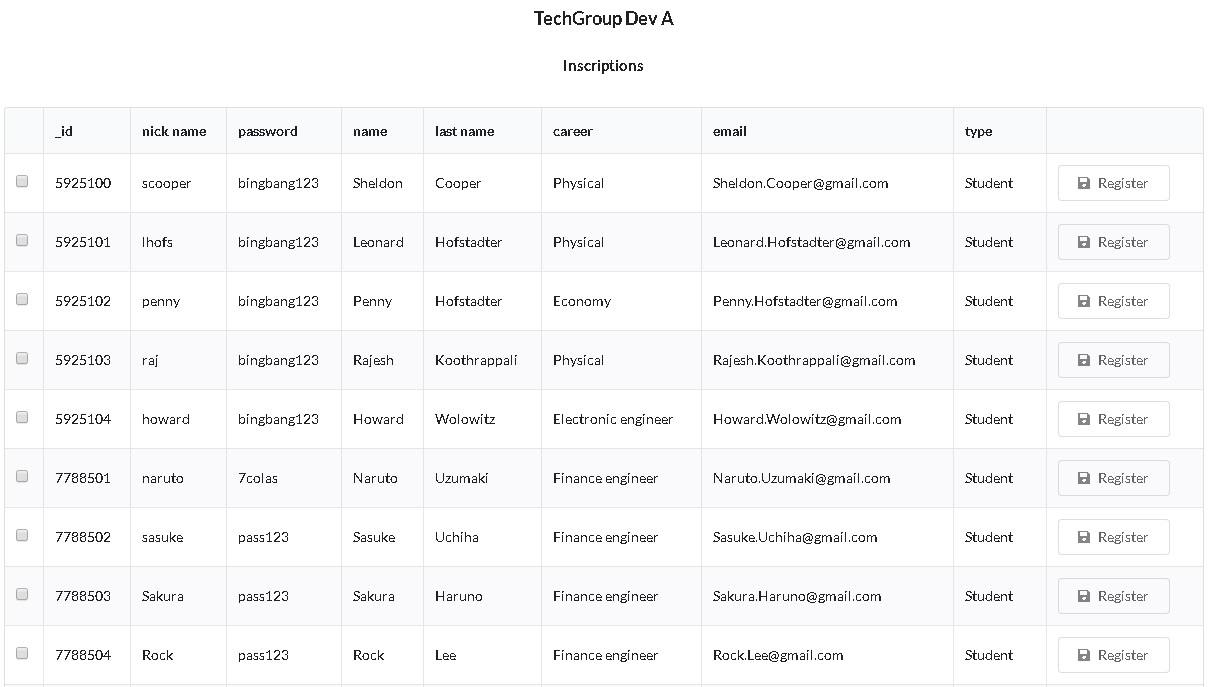 TechGroup Dev A
Inscriptions
_id nick name password name last name career email type
5925100 scooper bingbang123 Sheldon Cooper Physical Sheldon.Cooper@gmail.com Student Register
5925101 lhofs bingbang123 Leonard Hofstadter Physical Leonard.Hofstadter@gmail.com Student Register
5925102 penny bingbang123 Penny Hofstadter Economy Penny.Hofstadter@gmail.com Student Register
5925103 raj bingbang123 Rajesh Koothrappali Physical Rajesh.Koothrappali@gmail.com Student Register
5925104 howard bingbang123 Howard Wolowitz Electronic engineer Howard.Wolowitz@gmail.com Student Register
7788501 naruto 7colas Naruto Uzumaki Finance engineer Naruto.Uzumaki@gmail.com Student Register
7788502 sasuke pass123 Sasuke Uchiha Finance engineer Sasuke.Uchiha@gmail.com Student Register
7788503 Sakura pass123 Sakura Haruno Finance engineer Sakura.Haruno@gmail.com Student Register
7788504 Rock pass123 Rock Lee Finance engineer Rock.Lee@gmail.com Student Register